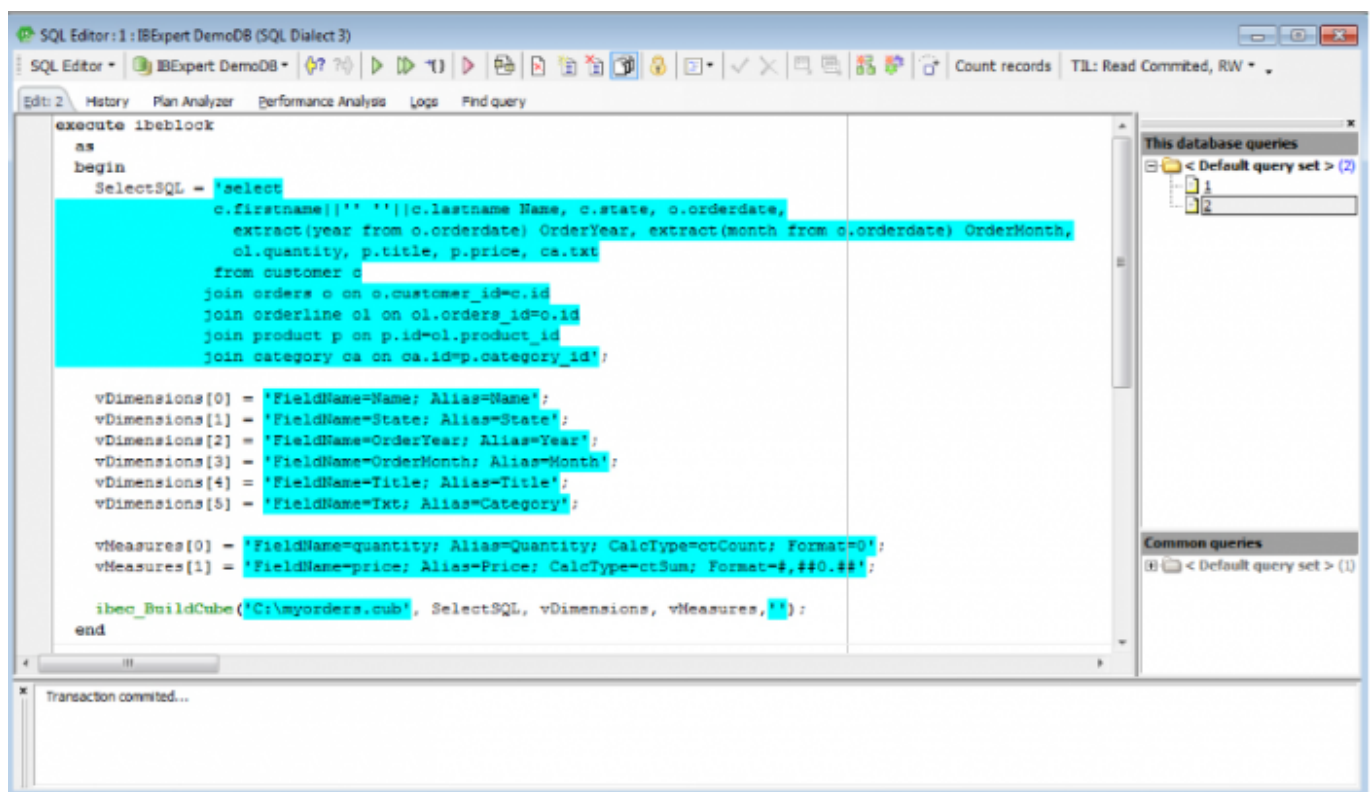 SQL Editor : 1 : IBExpert DemoDB (SQL Dialect 3)
SQL Editor IBExpert DemoDB Count records TIL: Read Commited, RW
Edit: 2 History Plan Analyzer Performance Analysis Logs Find query
execute ibeblock
as
begin
SelectSQL = 'select
c.firstname||'' ''||c.lastname Name, c.state, o.orderdate,
extract(year from o.orderdate) OrderYear, extract(month from o.orderdate) OrderMonth,
ol.quantity, p.title, p.price, ca.txt
from customer c
join orders o on o.customer_id=c.id
join orderline ol on ol.orders_id=o.id
join product p on p.id=ol.product_id
join category ca on ca.id=p.category_id';
vDimensions[0] = 'FieldName=Name; Alias=Name';
vDimensions[1] = 'FieldName=State; Alias=State';
vDimensions[2] = 'FieldName=OrderYear; Alias=Year';
vDimensions[3] = 'FieldName=OrderMonth; Alias=Month';
vDimensions[4] = 'FieldName=Title; Alias=Title';
vDimensions[5] = 'FieldName=Txt; Alias=Category';
vMeasures[0] = 'FieldName=quantity; Alias=Quantity; CalcType=ctCount; Format=0';
vMeasures[1] = 'FieldName=price; Alias=Price; CalcType=ctSum; Format=#,##0.##';
ibec_BuildCube('C:\myorders.cub', SelectSQL, vDimensions, vMeasures,'');
end
This database queries
< Default query set > (2)
1
2
Common queries
< Default query set > (1)
Transaction commited...